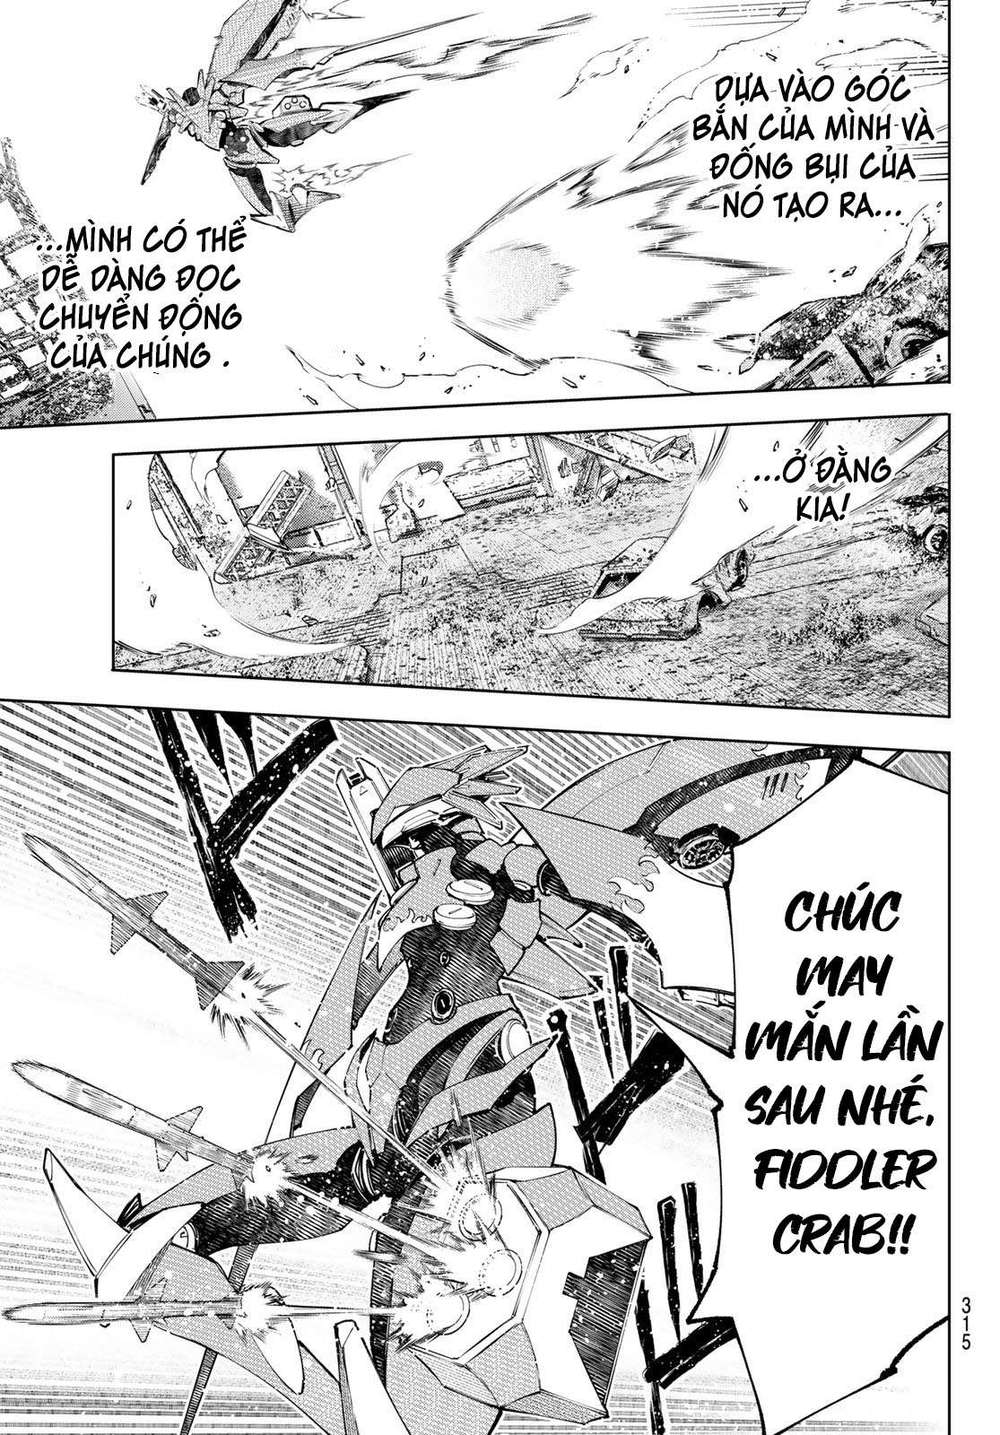 DỰA VÀO GÓC
BẮN CỦA MÌNH VÀ
ĐỐNG BỤI CỦA
NÓ TẠO RA...
...MÌNH CÓ THỂ
DỄ DÀNG ĐỌC
CHUYỂN ĐỘNG
CỦA CHÚNG .
...Ở ĐẰNG
KIA!
CHÚC
MAY
MẮN LẦN
SAU NHÉ,
FIDDLER
CRAB!!
315